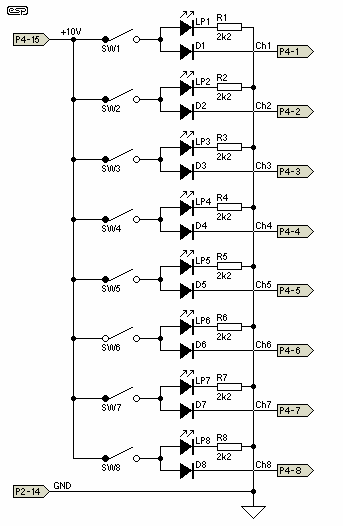 esp
+10V
P4-15
LP1 R1
SW1
D1
2k2
Ch1
P4-1
LP2 R2
SW2
D2
2k2
Ch2
P4-2
LP3 R3
SW3
D3
2k2
Ch3
P4-3
LP4 R4
SW4
D4
2k2
Ch4
P4-4
LP5 R5
SW5
D5
2k2
Ch5
P4-5
LP6 R6
SW6
D6
2k2
Ch6
P4-6
LP7 R7
SW7
D7
2k2
Ch7
P4-7
LP8 R8
SW8
D8
2k2
Ch8
P4-8
P2-14
GND